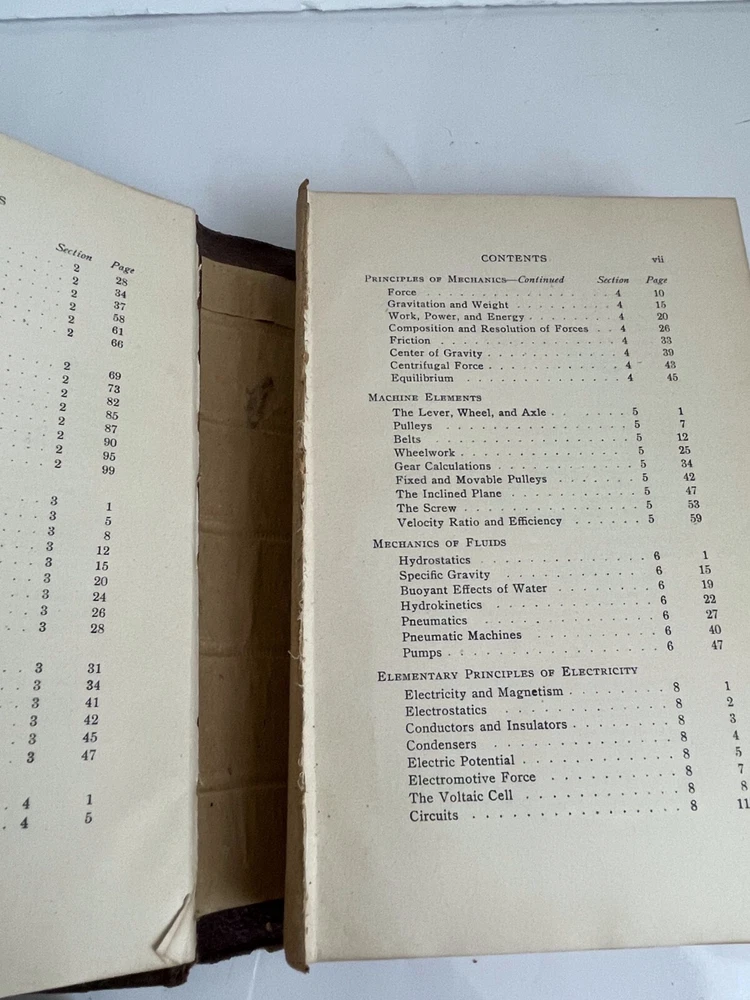 S
Section Page
2 28
2 34
2 37
2 58
2 61
2 66
2 69
2 73
2 82
2 85
2 87
2 90
2 95
2 99
3 1
3 5
3 8
3 12
3 15
3 20
3 24
3 26
3 28
3 31
3 34
3 41
3 42
3 45
3 47
4 1
4 5
CONTENTS vii
PRINCIPLES OF MECHANICS—Continued Section Page
Force . . . . . . . . . . . . . . . 4 10
Gravitation and Weight . . . . . . . . 4 15
Work, Power, and Energy . . . . . . . . 4 20
Composition and Resolution of Forces . . 4 26
Friction . . . . . . . . . . . . . . 4 33
Center of Gravity . . . . . . . . . . 4 39
Centrifugal Force . . . . . . . . . . 4 43
Equilibrium . . . . . . . . . . . . 4 45
MACHINE ELEMENTS
The Lever, Wheel, and Axle . . . . . . . 5 1
Pulleys . . . . . . . . . . . . . . 5 7
Belts . . . . . . . . . . . . . . . 5 12
Wheelwork . . . . . . . . . . . . . 5 25
Gear Calculations . . . . . . . . . . 5 34
Fixed and Movable Pulleys . . . . . . . 5 42
The Inclined Plane . . . . . . . . . . 5 47
The Screw . . . . . . . . . . . . . 5 53
Velocity Ratio and Efficiency . . . . . . 5 59
MECHANICS OF FLUIDS
Hydrostatics . . . . . . . . . . . . 6 1
Specific Gravity . . . . . . . . . . . 6 15
Buoyant Effects of Water . . . . . . . . 6 19
Hydrokinetics . . . . . . . . . . . . 6 22
Pneumatics . . . . . . . . . . . . . 6 27
Pneumatic Machines . . . . . . . . . 6 40
Pumps . . . . . . . . . . . . . . . 6 47
ELEMENTARY PRINCIPLES OF ELECTRICITY
Electricity and Magnetism . . . . . . . 8 1
Electrostatics . . . . . . . . . . . . 8 2
Conductors and Insulators . . . . . . . 8 3
Condensers . . . . . . . . . . . . . 8 4
Electric Potential . . . . . . . . . . 8 5
Electromotive Force . . . . . . . . . 8 7
The Voltaic Cell . . . . . . . . . . . 8 8
Circuits . . . . . . . . . . . . . . 8 11